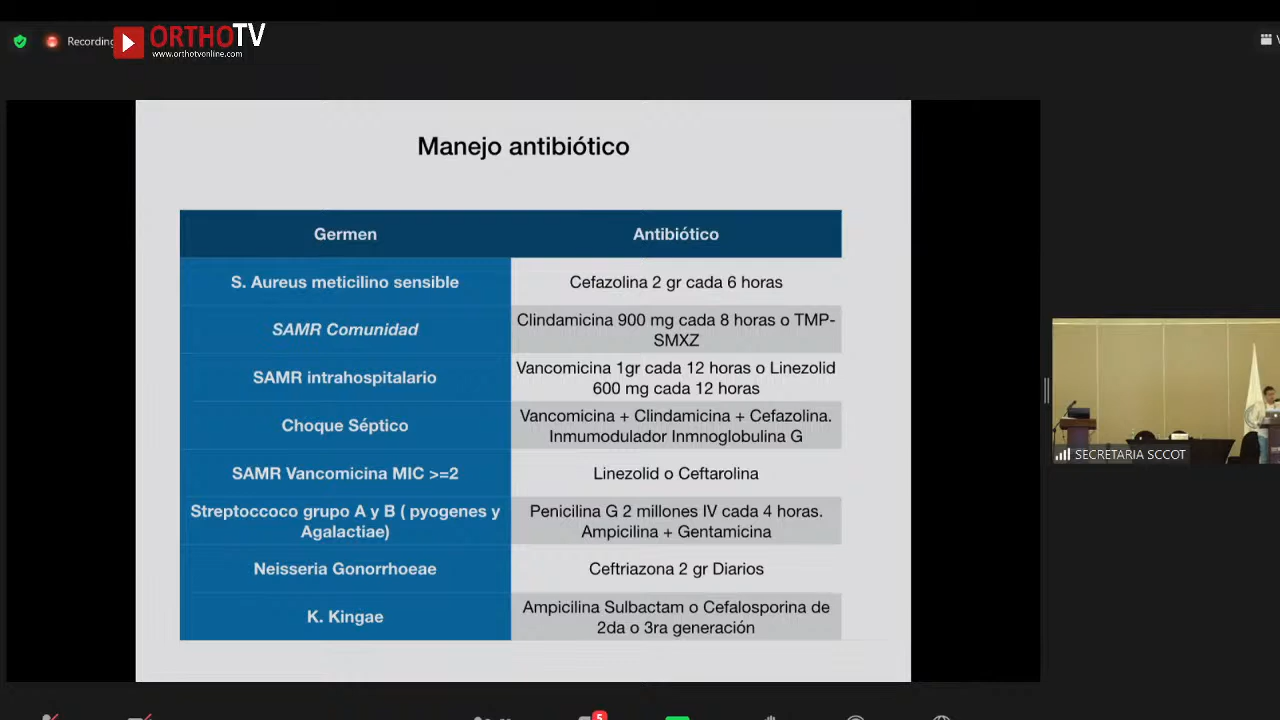 Recording
ORTHOTV
www.orthotvonline.com
Manejo antibiótico
Germen
Antibiótico
S. Aureus meticilino sensible
Cefazolina 2 gr cada 6 horas
SAMR Comunidad
Clindamicina 900 mg cada 8 horas o TMP-
SMXZ
SAMR intrahospitalario
Vancomicina 1gr cada 12 horas o Linezolid
600 mg cada 12 horas
Choque Séptico
Vancomicina + Clindamicina + Cefazolina.
Inmumodulador Inmnoglobulina G
SAMR Vancomicina MIC >=2
Linezolid o Ceftarolina
Streptoccoco grupo A y B ( pyogenes y
Agalactiae)
Penicilina G 2 millones IV cada 4 horas.
Ampicilina + Gentamicina
Neisseria Gonorrhoeae
Ceftriazona 2 gr Diarios
K. Kingae
Ampicilina Sulbactam o Cefalosporina de
2da o 3ra generación
SECRETARIA SCCOT
5